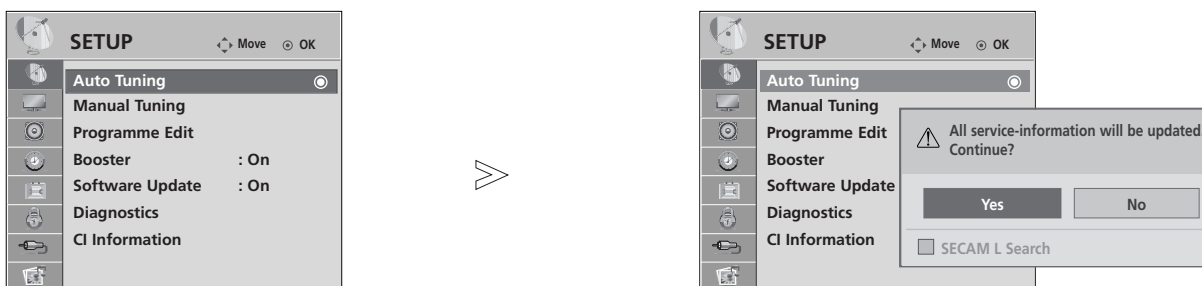 SETUP Move OK
Auto Tuning
Manual Tuning
Programme Edit
Booster : On
Software Update : On
Diagnostics
CI Information
SETUP Move OK
Auto Tuning
Manual Tuning
Programme Edit
Booster
Software Update
Diagnostics
CI Information
All service-information will be updated
Continue?
Yes No
SECAM L Search